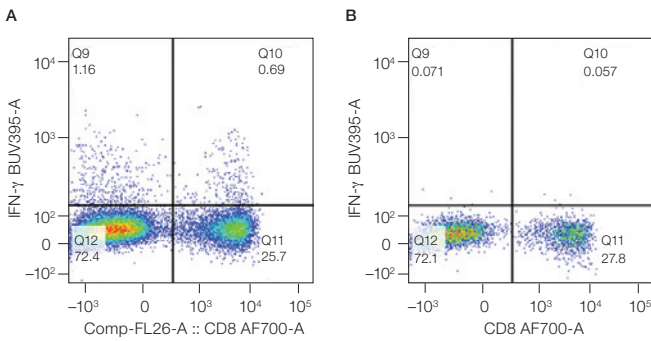 A
Q9
1.16
Q10
0.69
Q12
72.4
Q11
25.7
10⁴
10³
10²
0
−10²
IFN-γ BUV395-A
−10³ 0 10³ 10⁴ 10⁵
Comp-FL26-A :: CD8 AF700-A
B
Q9
0.071
Q10
0.057
Q12
72.1
Q11
27.8
10⁴
10³
10²
0
−10²
IFN-γ BUV395-A
−10³ 0 10³ 10⁴ 10⁵
CD8 AF700-A